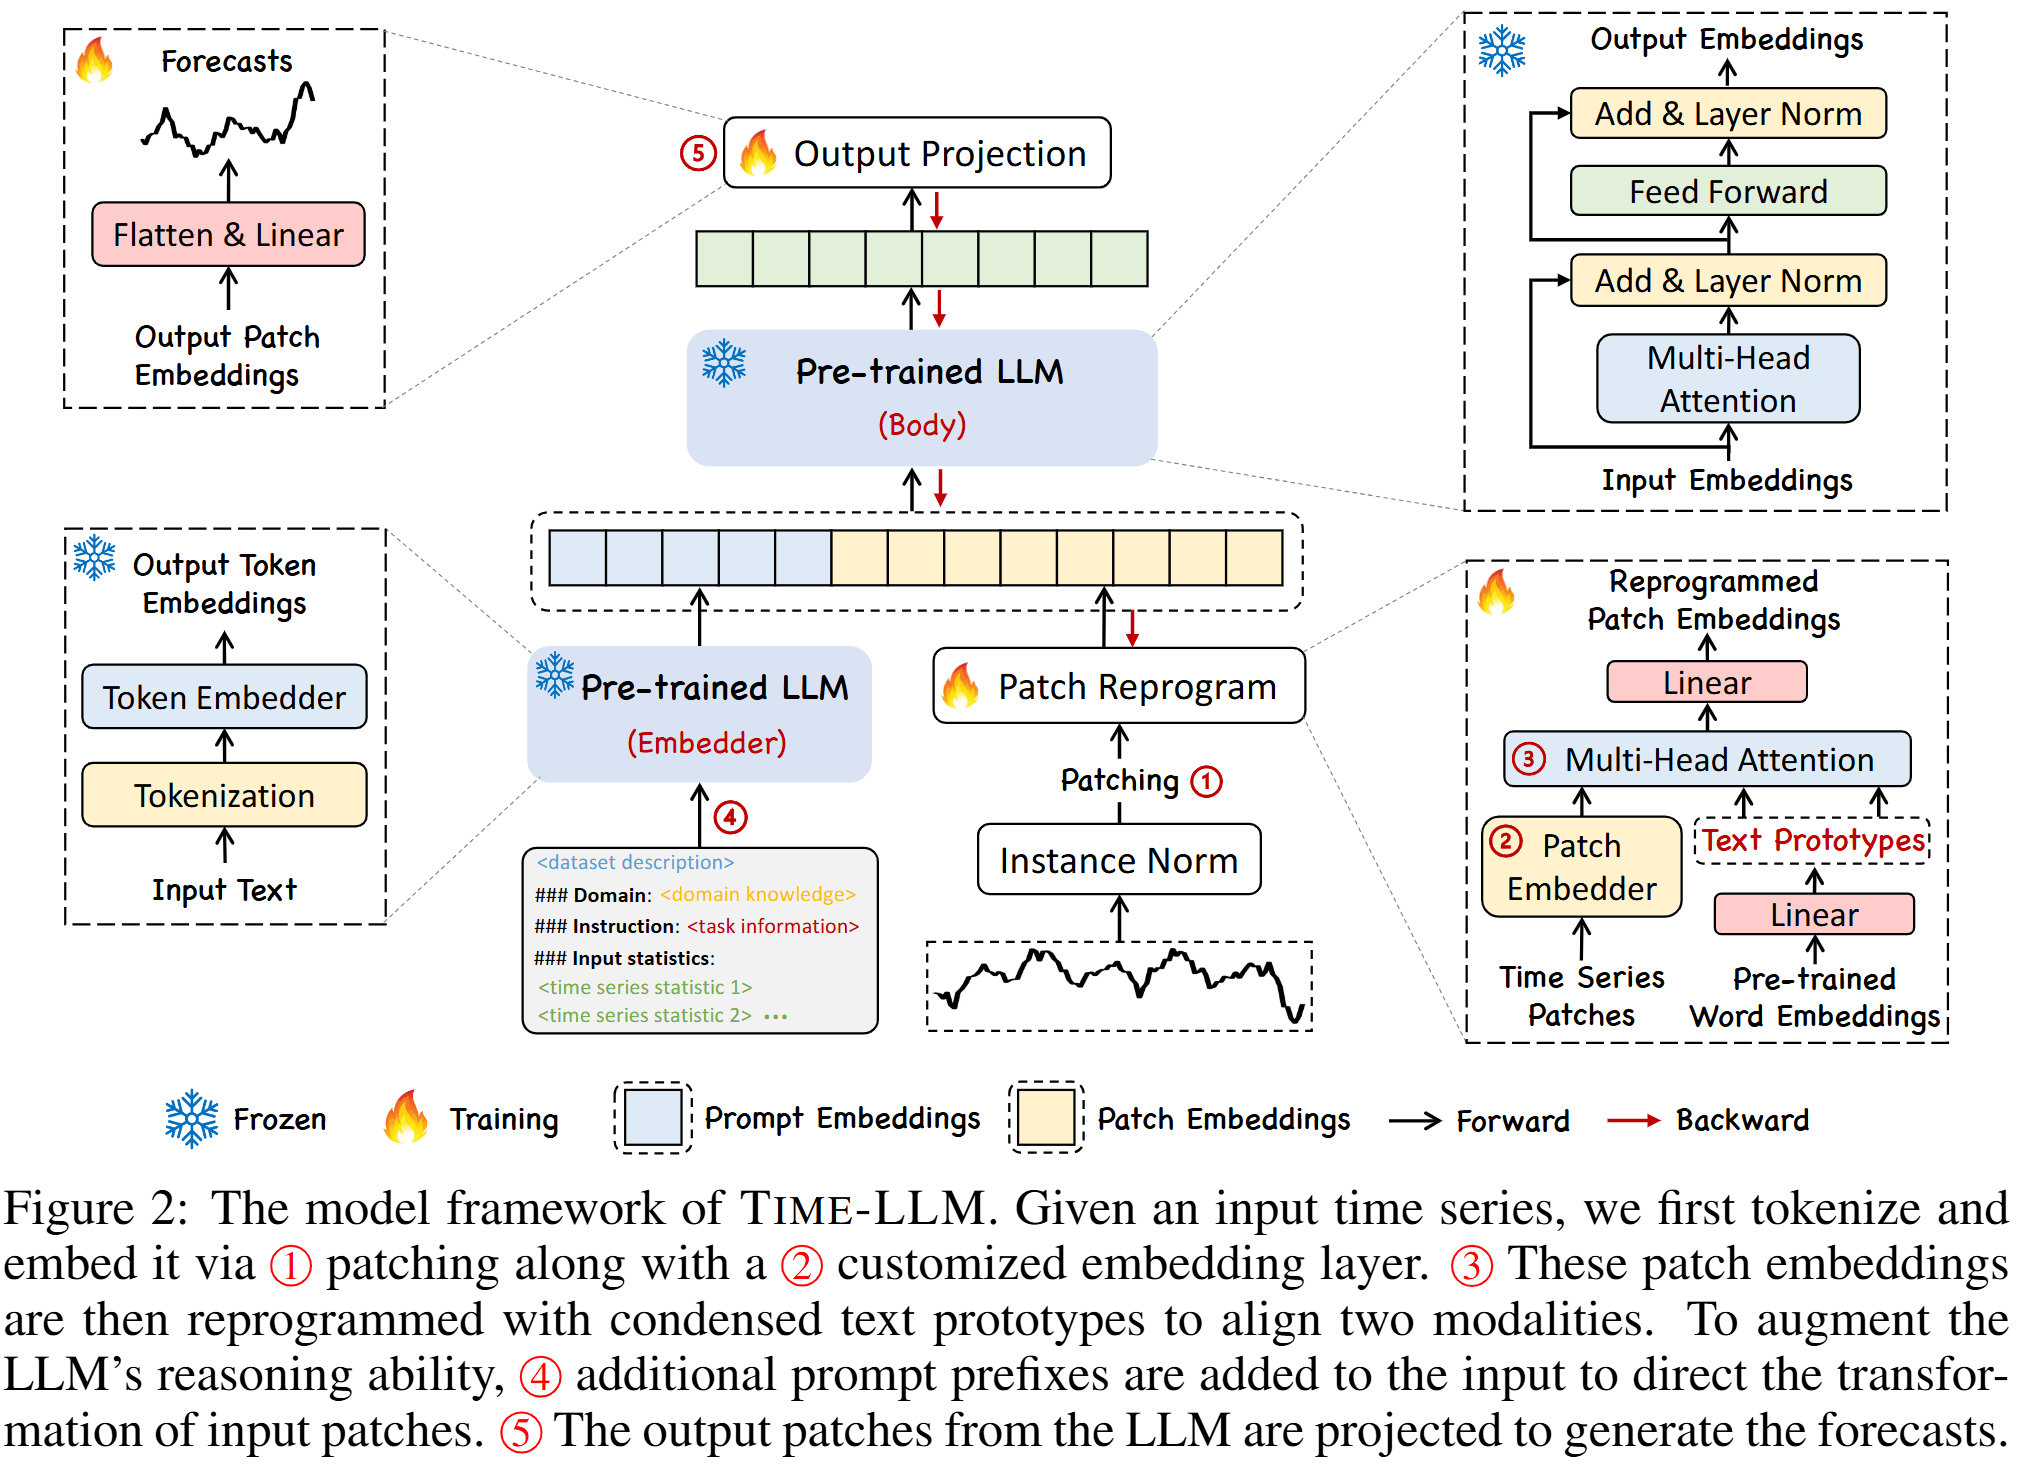 Forecasts
Flatten & Linear
Output Patch
Embeddings
⑤ Output Projection
Pre-trained LLM
(Body)
Output Embeddings
Add & Layer Norm
Feed Forward
Add & Layer Norm
Multi-Head
Attention
Input Embeddings
Output Token
Embeddings
Token Embedder
Tokenization
Input Text
Pre-trained LLM
(Embedder)
④
<dataset description>
### Domain: <domain knowledge>
### Instruction: <task information>
### Input statistics:
<time series statistic 1>
<time series statistic 2> ...
Patch Reprogram
Patching ①
Instance Norm
Reprogrammed
Patch Embeddings
Linear
③ Multi-Head Attention
② Patch
Embedder
Text Prototypes
Linear
Time Series
Patches
Pre-trained
Word Embeddings
Frozen
Training
Prompt Embeddings
Patch Embeddings
Forward
Backward
Figure 2: The model framework of TIME-LLM. Given an input time series, we first tokenize and
embed it via ① patching along with a ② customized embedding layer. ③ These patch embeddings
are then reprogrammed with condensed text prototypes to align two modalities. To augment the
LLM's reasoning ability, ④ additional prompt prefixes are added to the input to direct the transfor-
mation of input patches. ⑤ The output patches from the LLM are projected to generate the forecasts.